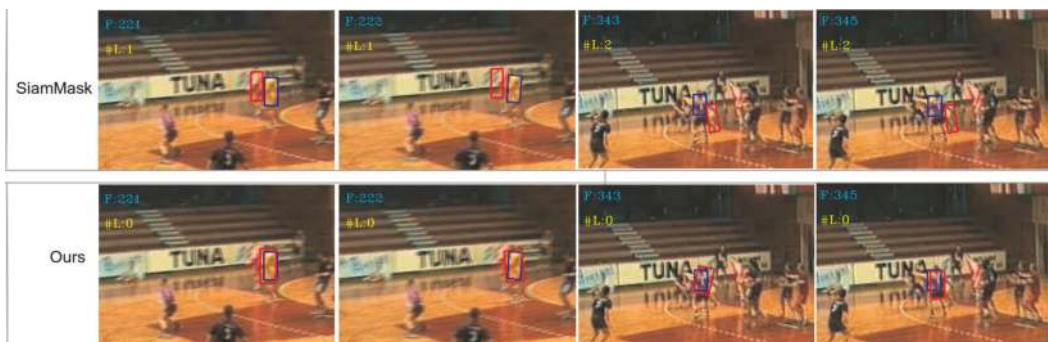 SiamMask
F:221
#L:1
TUNA
F:222
#L:1
TUNA
F:343
#L:2
TUNA
F:345
#L:2
TUNA
Ours
F:221
#L:0
TUNA
F:222
#L:0
TUNA
F:343
#L:0
TUNA
F:345
#L:0
TUNA